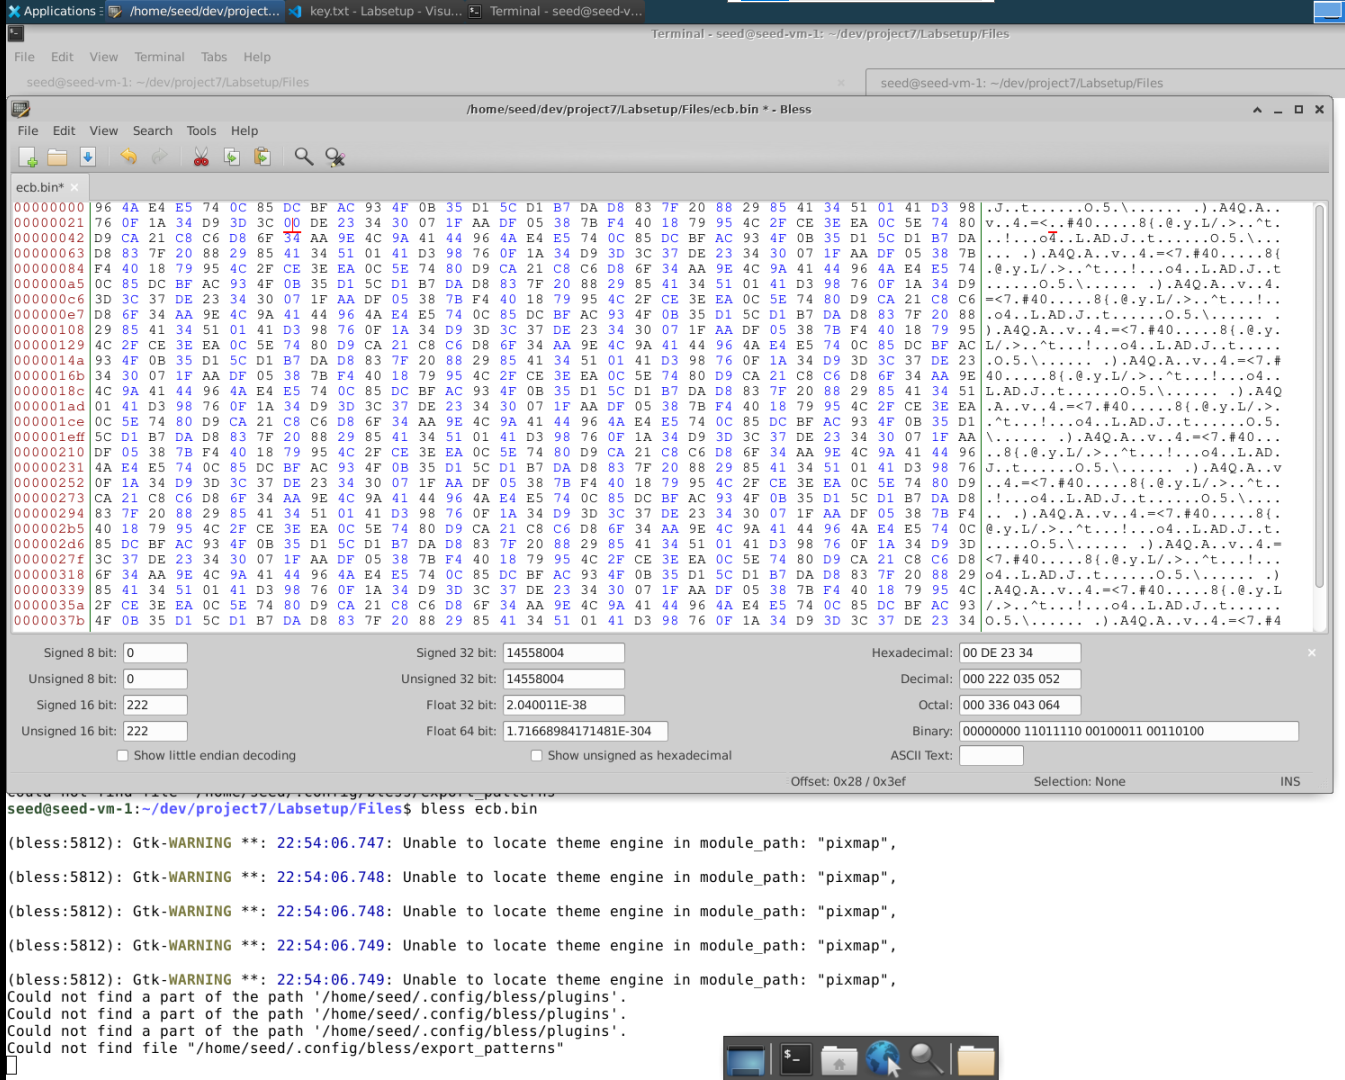 Applications
/home/seed/dev/project...
key.txt - Labsetup - Visu...
Terminal - seed@seed-v...
Terminal - seed@seed-vm-1: ~/dev/project7/Labsetup/Files
File Edit View Terminal Tabs Help
seed@seed-vm-1: ~/dev/project7/Labsetup/Files
seed@seed-vm-1: ~/dev/project7/Labsetup/Files
/home/seed/dev/project7/Labsetup/Files/ecb.bin * - Bless
File Edit View Search Tools Help
ecb.bin*
00000000 96 4A E4 E5 74 0C 85 DC BF AC 93 4F 0B 35 D1 5C D1 B7 DA D8 83 7F 20 88 29 85 41 34 51 01 41 D3 98 .J..t......O.5.\...... .).A4Q.A..
00000021 76 0F 1A 34 D9 3D 3C 00 DE 23 34 30 07 1F AA DF 05 38 7B F4 40 18 79 95 4C 2F CE 3E EA 0C 5E 74 80 v..4.=<..#40.....8{.@.y.L/.>..^t.
00000042 D9 CA 21 C8 C6 D8 6F 34 AA 9E 4C 9A 41 44 96 4A E4 E5 74 0C 85 DC BF AC 93 4F 0B 35 D1 5C D1 B7 DA ..!...o4..L.AD.J..t......O.5.\...
00000063 D8 83 7F 20 88 29 85 41 34 51 01 41 D3 98 76 0F 1A 34 D9 3D 3C 37 DE 23 34 30 07 1F AA DF 05 38 7B ... .).A4Q.A..v..4.=<7.#40.....8{
00000084 F4 40 18 79 95 4C 2F CE 3E EA 0C 5E 74 80 D9 CA 21 C8 C6 D8 6F 34 AA 9E 4C 9A 41 44 96 4A E4 E5 74 .@.y.L/.>..^t...!...o4..L.AD.J..t
000000a5 0C 85 DC BF AC 93 4F 0B 35 D1 5C D1 B7 DA D8 83 7F 20 88 29 85 41 34 51 01 41 D3 98 76 0F 1A 34 D9 ......O.5.\...... .).A4Q.A..v..4.
000000c6 3D 3C 37 DE 23 34 30 07 1F AA DF 05 38 7B F4 40 18 79 95 4C 2F CE 3E EA 0C 5E 74 80 D9 CA 21 C8 C6 =<7.#40.....8{.@.y.L/.>..^t...!..
000000e7 D8 6F 34 AA 9E 4C 9A 41 44 96 4A E4 E5 74 0C 85 DC BF AC 93 4F 0B 35 D1 5C D1 B7 DA D8 83 7F 20 88 .o4..L.AD.J..t......O.5.\...... .
00000108 29 85 41 34 51 01 41 D3 98 76 0F 1A 34 D9 3D 3C 37 DE 23 34 30 07 1F AA DF 05 38 7B F4 40 18 79 95 ).A4Q.A..v..4.=<7.#40.....8{.@.y.
00000129 4C 2F CE 3E EA 0C 5E 74 80 D9 CA 21 C8 C6 D8 6F 34 AA 9E 4C 9A 41 44 96 4A E4 E5 74 0C 85 DC BF AC L/.>..^t...!...o4..L.AD.J..t.....
0000014a 93 4F 0B 35 D1 5C D1 B7 DA D8 83 7F 20 88 29 85 41 34 51 01 41 D3 98 76 0F 1A 34 D9 3D 3C 37 DE 23 .O.5.\...... .).A4Q.A..v..4.=<7.#
0000016b 34 30 07 1F AA DF 05 38 7B F4 40 18 79 95 4C 2F CE 3E EA 0C 5E 74 80 D9 CA 21 C8 C6 D8 6F 34 AA 9E 40.....8{.@.y.L/.>..^t...!...o4..
0000018c 4C 9A 41 44 96 4A E4 E5 74 0C 85 DC BF AC 93 4F 0B 35 D1 5C D1 B7 DA D8 83 7F 20 88 29 85 41 34 51 L.AD.J..t......O.5.\...... .).A4Q
000001ad 01 41 D3 98 76 0F 1A 34 D9 3D 3C 37 DE 23 34 30 07 1F AA DF 05 38 7B F4 40 18 79 95 4C 2F CE 3E EA .A..v..4.=<7.#40.....8{.@.y.L/.>.
000001ce 0C 5E 74 80 D9 CA 21 C8 C6 D8 6F 34 AA 9E 4C 9A 41 44 96 4A E4 E5 74 0C 85 DC BF AC 93 4F 0B 35 D1 .^t...!...o4..L.AD.J..t......O.5.
000001eff 5C D1 B7 DA D8 83 7F 20 88 29 85 41 34 51 01 41 D3 98 76 0F 1A 34 D9 3D 3C 37 DE 23 34 30 07 1F AA \...... .).A4Q.A..v..4.=<7.#40...
00000210 DF 05 38 7B F4 40 18 79 95 4C 2F CE 3E EA 0C 5E 74 80 D9 CA 21 C8 C6 D8 6F 34 AA 9E 4C 9A 41 44 96 ..8{.@.y.L/.>..^t...!...o4..L.AD.
00000231 4A E4 E5 74 0C 85 DC BF AC 93 4F 0B 35 D1 5C D1 B7 DA D8 83 7F 20 88 29 85 41 34 51 01 41 D3 98 76 J..t......O.5.\...... .).A4Q.A..v
00000252 0F 1A 34 D9 3D 3C 37 DE 23 34 30 07 1F AA DF 05 38 7B F4 40 18 79 95 4C 2F CE 3E EA 0C 5E 74 80 D9 ..4.=<7.#40.....8{.@.y.L/.>..^t..
00000273 CA 21 C8 C6 D8 6F 34 AA 9E 4C 9A 41 44 96 4A E4 E5 74 0C 85 DC BF AC 93 4F 0B 35 D1 5C D1 B7 DA D8 .!...o4..L.AD.J..t......O.5.\....
00000294 83 7F 20 88 29 85 41 34 51 01 41 D3 98 76 0F 1A 34 D9 3D 3C 37 DE 23 34 30 07 1F AA DF 05 38 7B F4 .. .).A4Q.A..v..4.=<7.#40.....8{.
000002b5 40 18 79 95 4C 2F CE 3E EA 0C 5E 74 80 D9 CA 21 C8 C6 D8 6F 34 AA 9E 4C 9A 41 44 96 4A E4 E5 74 0C @.y.L/.>..^t...!...o4..L.AD.J..t.
000002d6 85 DC BF AC 93 4F 0B 35 D1 5C D1 B7 DA D8 83 7F 20 88 29 85 41 34 51 01 41 D3 98 76 0F 1A 34 D9 3D .....O.5.\...... .).A4Q.A..v..4.=
0000027f 3C 37 DE 23 34 30 07 1F AA DF 05 38 7B F4 40 18 79 95 4C 2F CE 3E EA 0C 5E 74 80 D9 CA 21 C8 C6 D8 <7.#40.....8{.@.y.L/.>..^t...!...
00000318 6F 34 AA 9E 4C 9A 41 44 96 4A E4 E5 74 0C 85 DC BF AC 93 4F 0B 35 D1 5C D1 B7 DA D8 83 7F 20 88 29 o4..L.AD.J..t......O.5.\...... .)
00000339 85 41 34 51 01 41 D3 98 76 0F 1A 34 D9 3D 3C 37 DE 23 34 30 07 1F AA DF 05 38 7B F4 40 18 79 95 4C .A4Q.A..v..4.=<7.#40.....8{.@.y.L
0000035a 2F CE 3E EA 0C 5E 74 80 D9 CA 21 C8 C6 D8 6F 34 AA 9E 4C 9A 41 44 96 4A E4 E5 74 0C 85 DC BF AC 93 /.>..^t...!...o4..L.AD.J..t......
0000037b 4F 0B 35 D1 5C D1 B7 DA D8 83 7F 20 88 29 85 41 34 51 01 41 D3 98 76 0F 1A 34 D9 3D 3C 37 DE 23 34 O.5.\...... .).A4Q.A..v..4.=<7.#4
Signed 8 bit: 0 Signed 32 bit: 14558004 Hexadecimal: 00 DE 23 34
Unsigned 8 bit: 0 Unsigned 32 bit: 14558004 Decimal: 000 222 035 052
Signed 16 bit: 222 Float 32 bit: 2.040011E-38 Octal: 000 336 043 064
Unsigned 16 bit: 222 Float 64 bit: 1.71668984171481E-304 Binary: 00000000 11011110 00100011 00110100
Show little endian decoding Show unsigned as hexadecimal ASCII Text:
Offset: 0x28 / 0x3ef Selection: None INS
Could not find file "/home/seed/.config/bless/export_patterns"
seed@seed-vm-1:~/dev/project7/Labsetup/Files$ bless ecb.bin
(bless:5812): Gtk-WARNING **: 22:54:06.747: Unable to locate theme engine in module_path: "pixmap",
(bless:5812): Gtk-WARNING **: 22:54:06.748: Unable to locate theme engine in module_path: "pixmap",
(bless:5812): Gtk-WARNING **: 22:54:06.748: Unable to locate theme engine in module_path: "pixmap",
(bless:5812): Gtk-WARNING **: 22:54:06.749: Unable to locate theme engine in module_path: "pixmap",
(bless:5812): Gtk-WARNING **: 22:54:06.749: Unable to locate theme engine in module_path: "pixmap",
Could not find a part of the path '/home/seed/.config/bless/plugins'.
Could not find a part of the path '/home/seed/.config/bless/plugins'.
Could not find a part of the path '/home/seed/.config/bless/plugins'.
Could not find file "/home/seed/.config/bless/export_patterns"